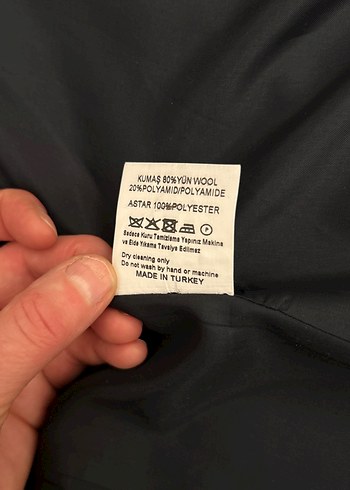 KUMAŞ 80%YÜN WOOL
20%POLYAMID/POLYAMIDE
ASTAR 100%POLYESTER
P
Sadece Kuru Temizleme Yapınız Makina
ve Elde Yıkama Tavsiye Edilmez
Dry cleaning only
Do not wash by hand or machine
MADE IN TURKEY